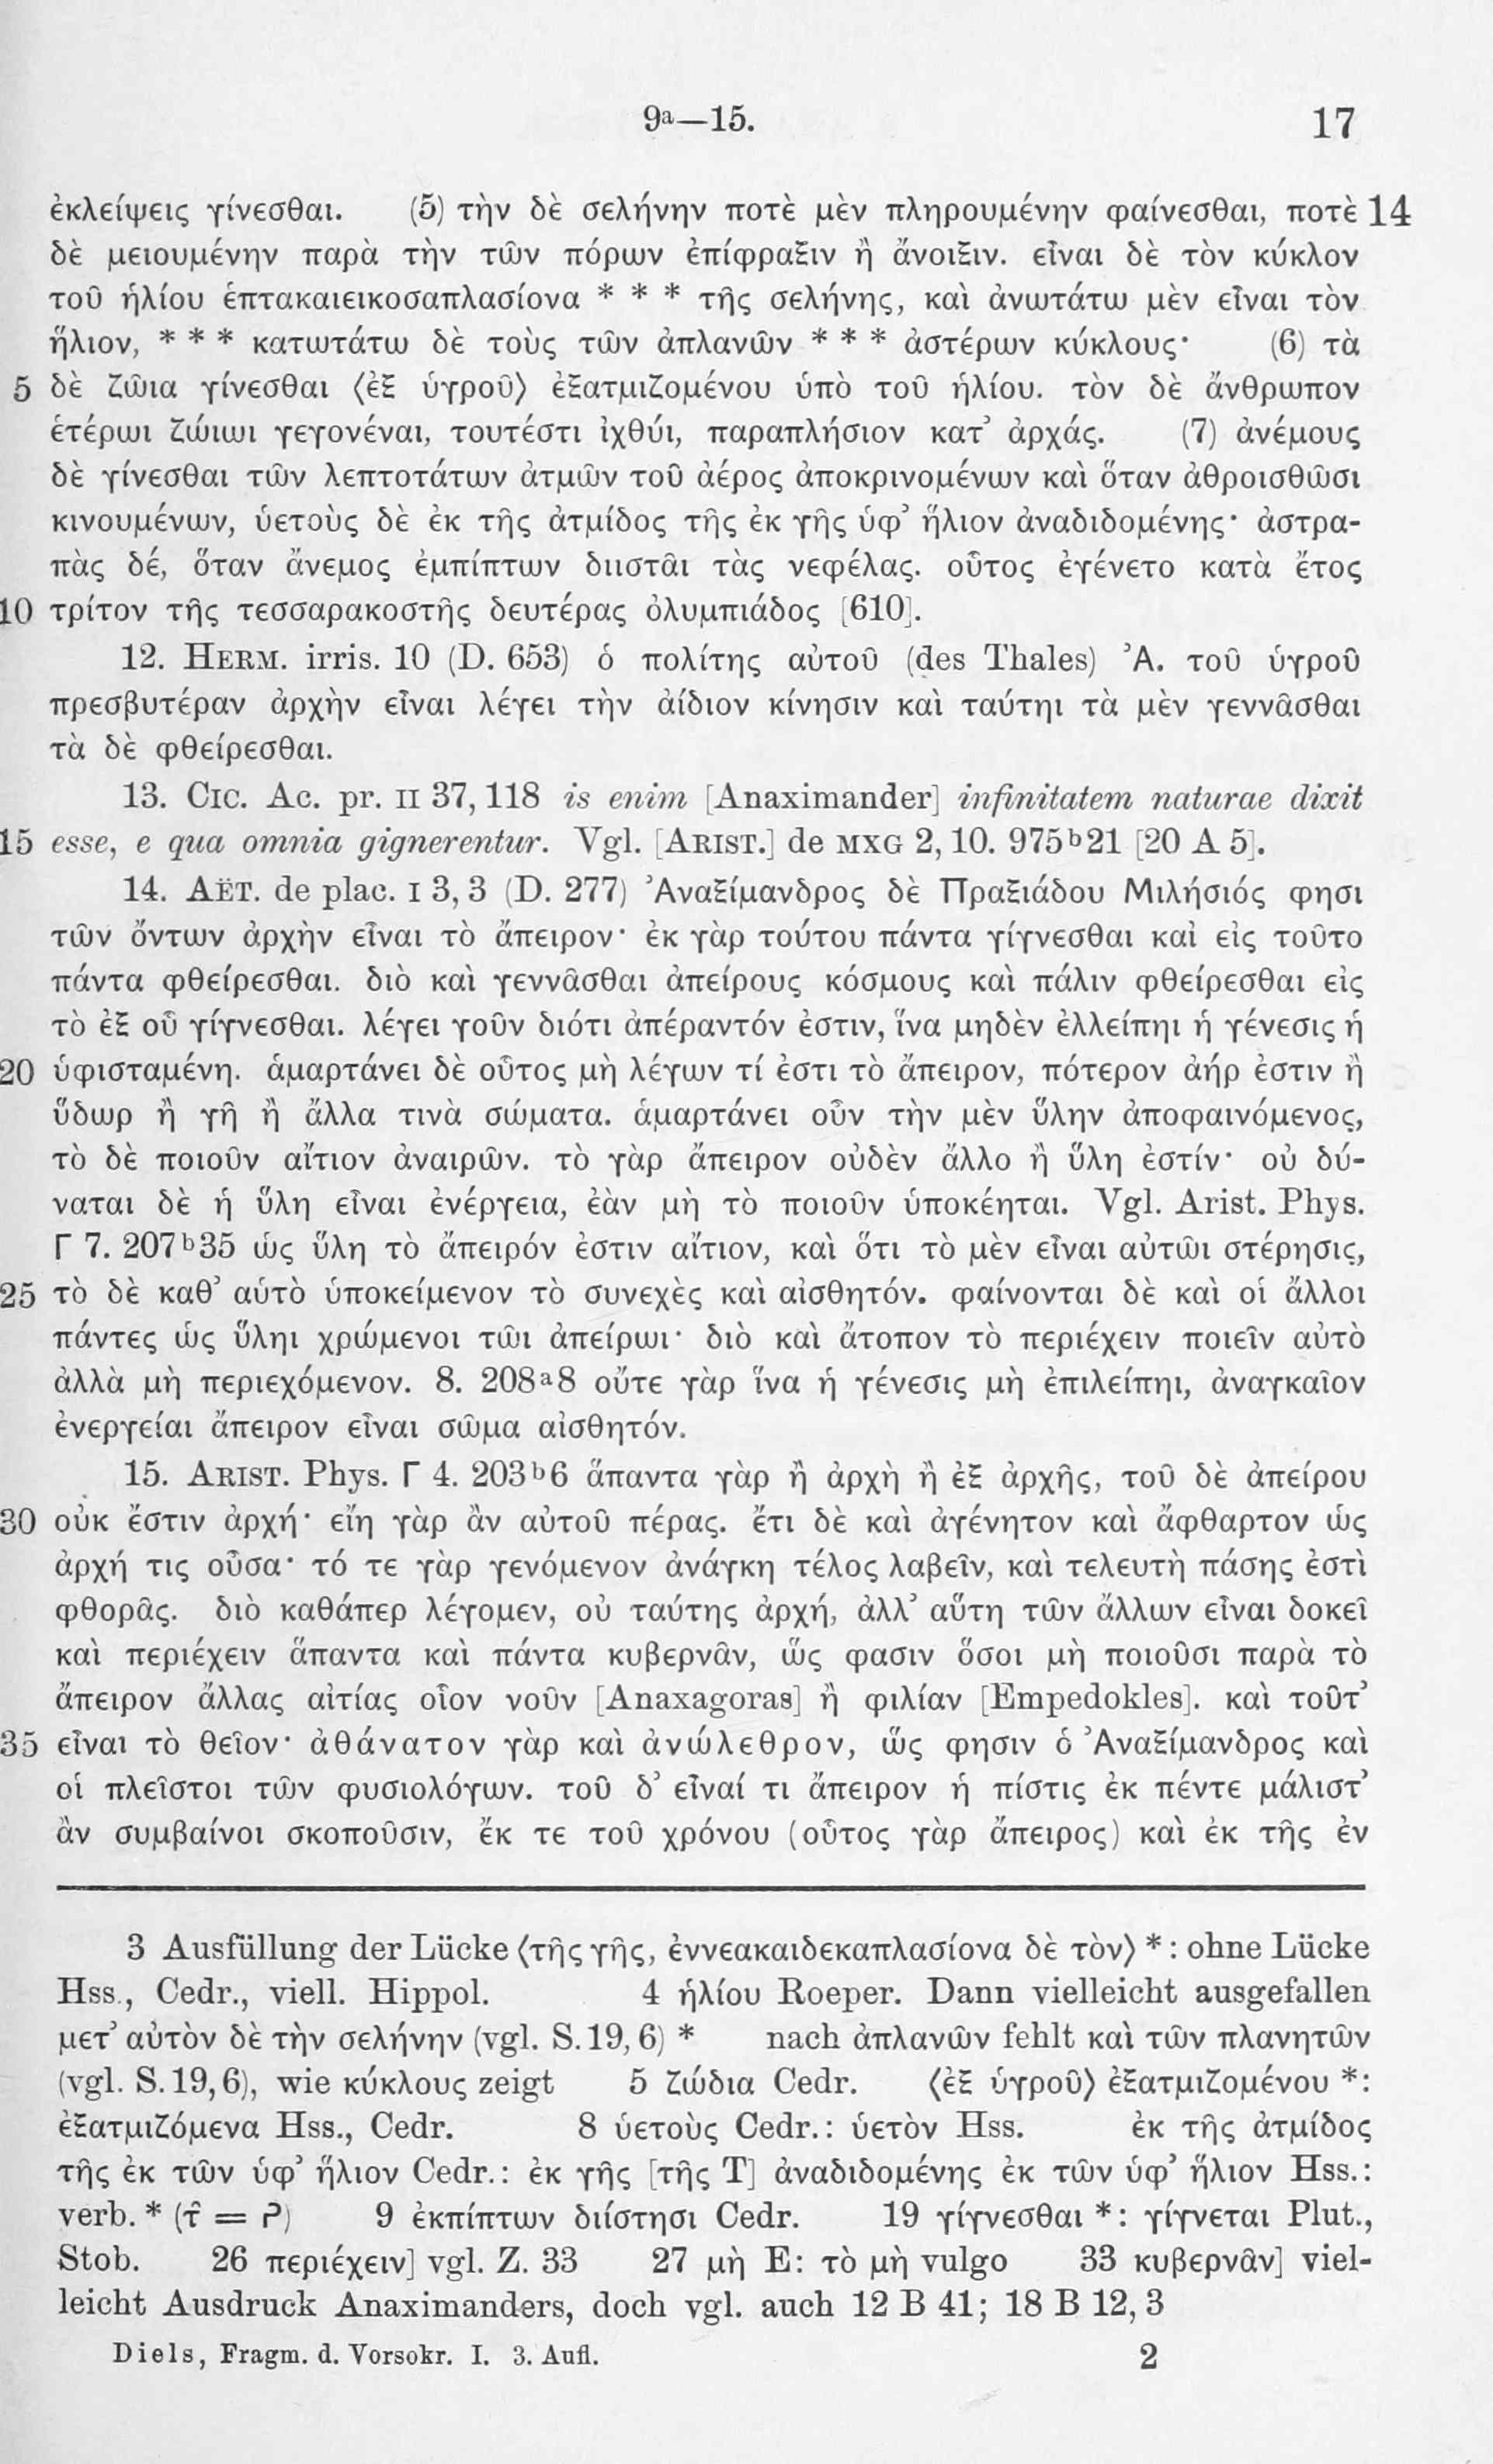 9ª—15.
17
ἐκλείψεις γίνεσθαι. (5) τὴν δὲ σελήνην ποτὲ μὲν πληρουμένην φαίνεσθαι, ποτὲ 14
δὲ μειουμένην παρὰ τὴν τῶν πόρων ἐπίφραξιν ἢ ἄνοιξιν. εἶναι δὲ τὸν κύκλον
τοῦ ἡλίου ἑπτακαιεικοσαπλασίονα * * * τῆς σελήνης, καὶ ἀνωτάτω μὲν εἶναι τὸν
ἥλιον, * * * κατωτάτω δὲ τοὺς τῶν ἀπλανῶν * * * ἀστέρων κύκλους· (6) τὰ
5 δὲ ζῶια γίνεσθαι ⟨ἐξ ὑγροῦ⟩ ἐξατμιζομένου ὑπὸ τοῦ ἡλίου. τὸν δὲ ἄνθρωπον
ἑτέρωι ζώιωι γεγονέναι, τουτέστι ἰχθύι, παραπλήσιον κατ᾽ ἀρχάς. (7) ἀνέμους
δὲ γίνεσθαι τῶν λεπτοτάτων ἀτμῶν τοῦ ἀέρος ἀποκρινομένων καὶ ὅταν ἀθροισθῶσι
κινουμένων, ὑετοὺς δὲ ἐκ τῆς ἀτμίδος τῆς ἐκ γῆς ὑφ᾽ ἥλιον ἀναδιδομένης· ἀστρα-
πὰς δέ, ὅταν ἄνεμος ἐμπίπτων διιστᾶι τὰς νεφέλας. οὗτος ἐγένετο κατὰ ἔτος
10 τρίτον τῆς τεσσαρακοστῆς δευτέρας ὀλυμπιάδος [610].
12. HERM. irris. 10 (D. 653) ὁ πολίτης αὐτοῦ (des Thales) Ἀ. τοῦ ὑγροῦ
πρεσβυτέραν ἀρχὴν εἶναι λέγει τὴν ἀίδιον κίνησιν καὶ ταύτηι τὰ μὲν γεννᾶσθαι
τὰ δὲ φθείρεσθαι.
13. CIC. Ac. pr. II 37, 118 is enim [Anaximander] infinitatem naturae dixit
15 esse, e qua omnia gignerentur. Vgl. [ARIST.] de MXG 2, 10. 975ᵇ21 [20 A 5].
14. AËT. de plac. I 3, 3 (D. 277) Ἀναξίμανδρος δὲ Πραξιάδου Μιλήσιός φησι
τῶν ὄντων ἀρχὴν εἶναι τὸ ἄπειρον· ἐκ γὰρ τούτου πάντα γίγνεσθαι καὶ εἰς τοῦτο
πάντα φθείρεσθαι. διὸ καὶ γεννᾶσθαι ἀπείρους κόσμους καὶ πάλιν φθείρεσθαι εἰς
τὸ ἐξ οὗ γίγνεσθαι. λέγει γοῦν διότι ἀπέραντόν ἐστιν, ἵνα μηδὲν ἐλλείπηι ἡ γένεσις ἡ
20 ὑφισταμένη. ἁμαρτάνει δὲ οὗτος μὴ λέγων τί ἐστι τὸ ἄπειρον, πότερον ἀήρ ἐστιν ἢ
ὕδωρ ἢ γῆ ἢ ἄλλα τινὰ σώματα. ἁμαρτάνει οὖν τὴν μὲν ὕλην ἀποφαινόμενος,
τὸ δὲ ποιοῦν αἴτιον ἀναιρῶν. τὸ γὰρ ἄπειρον οὐδὲν ἄλλο ἢ ὕλη ἐστίν· οὐ δύ-
ναται δὲ ἡ ὕλη εἶναι ἐνέργεια, ἐὰν μὴ τὸ ποιοῦν ὑποκέηται. Vgl. Arist. Phys.
Γ 7. 207ᵇ35 ὡς ὕλη τὸ ἄπειρόν ἐστιν αἴτιον, καὶ ὅτι τὸ μὲν εἶναι αὐτῶι στέρησις,
25 τὸ δὲ καθ᾽ αὑτὸ ὑποκείμενον τὸ συνεχὲς καὶ αἰσθητόν. φαίνονται δὲ καὶ οἱ ἄλλοι
πάντες ὡς ὕληι χρώμενοι τῶι ἀπείρωι· διὸ καὶ ἄτοπον τὸ περιέχειν ποιεῖν αὐτὸ
ἀλλὰ μὴ περιεχόμενον. 8. 208ª8 οὔτε γὰρ ἵνα ἡ γένεσις μὴ ἐπιλείπηι, ἀναγκαῖον
ἐνεργείαι ἄπειρον εἶναι σῶμα αἰσθητόν.
15. ARIST. Phys. Γ 4. 203ᵇ6 ἅπαντα γὰρ ἢ ἀρχὴ ἢ ἐξ ἀρχῆς, τοῦ δὲ ἀπείρου
30 οὐκ ἔστιν ἀρχή· εἴη γὰρ ἂν αὐτοῦ πέρας. ἔτι δὲ καὶ ἀγένητον καὶ ἄφθαρτον ὡς
ἀρχή τις οὖσα· τό τε γὰρ γενόμενον ἀνάγκη τέλος λαβεῖν, καὶ τελευτὴ πάσης ἐστὶ
φθορᾶς. διὸ καθάπερ λέγομεν, οὐ ταύτης ἀρχή, ἀλλ᾽ αὕτη τῶν ἄλλων εἶναι δοκεῖ
καὶ περιέχειν ἅπαντα καὶ πάντα κυβερνᾶν, ὥς φασιν ὅσοι μὴ ποιοῦσι παρὰ τὸ
ἄπειρον ἄλλας αἰτίας οἷον νοῦν [Anaxagoras] ἢ φιλίαν [Empedokles]. καὶ τοῦτ᾽
35 εἶναι τὸ θεῖον· ἀθάνατον γὰρ καὶ ἀνώλεθρον, ὥς φησιν ὁ Ἀναξίμανδρος καὶ
οἱ πλεῖστοι τῶν φυσιολόγων. τοῦ δ᾽ εἶναί τι ἄπειρον ἡ πίστις ἐκ πέντε μάλιστ᾽
ἂν συμβαίνοι σκοποῦσιν, ἔκ τε τοῦ χρόνου (οὗτος γὰρ ἄπειρος) καὶ ἐκ τῆς ἐν
3 Ausfüllung der Lücke ⟨τῆς γῆς, ἐννεακαιδεκαπλασίονα δὲ τὸν⟩ * : ohne Lücke
Hss., Cedr., viell. Hippol. 4 ἡλίου Roeper. Dann vielleicht ausgefallen
μετ᾽ αὐτὸν δὲ τὴν σελήνην (vgl. S. 19, 6) * nach ἀπλανῶν fehlt καὶ τῶν πλανητῶν
(vgl. S. 19, 6), wie κύκλους zeigt 5 ζώδια Cedr. ⟨ἐξ ὑγροῦ⟩ ἐξατμιζομένου *:
ἐξατμιζόμενα Hss., Cedr. 8 ὑετοὺς Cedr.: ὑετὸν Hss. ἐκ τῆς ἀτμίδος
τῆς ἐκ τῶν ὑφ᾽ ἥλιον Cedr.: ἐκ γῆς [τῆς T] ἀναδιδομένης ἐκ τῶν ὑφ᾽ ἥλιον Hss.:
verb. * 9 ἐκπίπτων διίστησι Cedr. 19 γίγνεσθαι *: γίγνεται Plut.,
Stob. 26 περιέχειν] vgl. Z. 33 27 μὴ E: τὸ μὴ vulgo 33 κυβερνᾶν] viel-
leicht Ausdruck Anaximanders, doch vgl. auch 12 B 41; 18 B 12, 3
Diels, Fragm. d. Vorsokr. I. 3. Aufl. 2